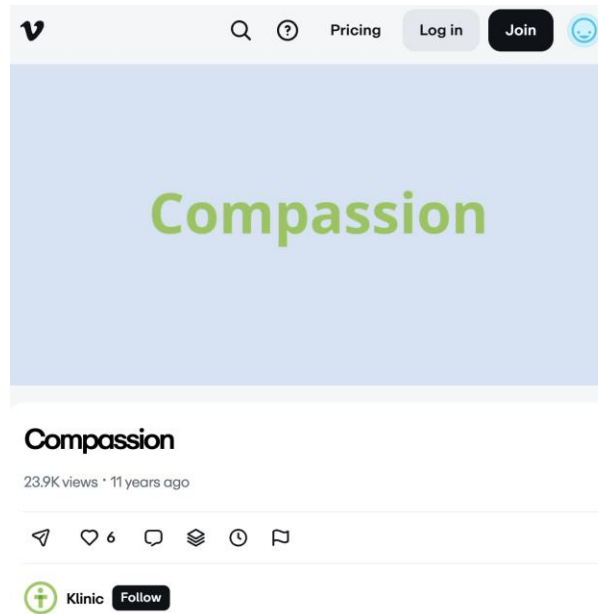 Pricing Log in Join
Compassion
Compassion
23.9K views · 11 years ago
6
Klinic Follow